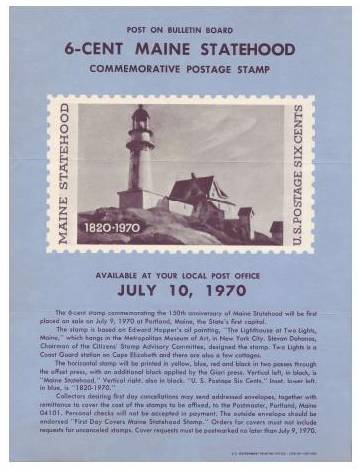 POST ON BULLETIN BOARD
6-CENT MAINE STATEHOOD
COMMEMORATIVE POSTAGE STAMP
MAINE STATEHOOD
1820-1970
U.S. POSTAGE SIX CENTS
AVAILABLE AT YOUR LOCAL POST OFFICE
JULY 10, 1970
The 6-cent stamp commemorating the 150th anniversary of Maine Statehood will be first
placed on sale on July 9, 1970 at Portland, Maine, the State's first capital.
The stamp is based on Edward Hopper's oil painting, "The Lighthouse at Two Lights,
Maine," which hangs in the Metropolitan Museum of Art, in New York City. Stevan Dohanos,
Chairman of the Citizens' Stamp Advisory Committee, designed the stamp. Two Lights is a
Coast Guard station on Cape Elizabeth and there are also a few cottages.
The horizontal stamp will be printed in yellow, blue, red and black in two passes through
the offset press, with an additional black applied by the Giori press. Vertical left, in black, is
"Maine Statehood." Vertical right, also in black, "U. S. Postage Six Cents." Inset, lower left,
in blue, is "1820-1970."
Collectors desiring first day cancellations may send addressed envelopes, together with
remittance to cover the cost of the stamps to be affixed, to the Postmaster, Portland, Maine
04101. Personal checks will not be accepted in payment. The outside envelope should be
endorsed "First Day Covers Maine Statehood Stamp." Orders for covers must not include
requests for uncanceled stamps. Cover requests must be postmarked no later than July 9, 1970.